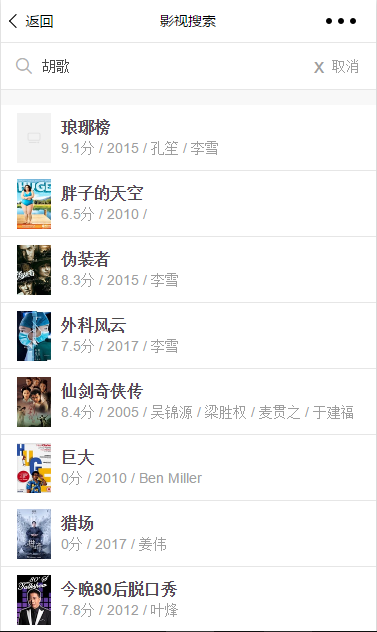 返回 影视搜索
胡歌 X 取消
琅琊榜
9.1分 / 2015 / 孔笙 / 李雪
胖子的天空
6.5分 / 2010 /
伪装者
8.3分 / 2015 / 李雪
外科风云
7.5分 / 2017 / 李雪
仙剑奇侠传
8.4分 / 2005 / 吴锦源 / 梁胜权 / 麦贯之 / 于建福
巨大
0分 / 2010 / Ben Miller
猎场
0分 / 2017 / 姜伟
今晚80后脱口秀
7.8分 / 2012 / 叶烽